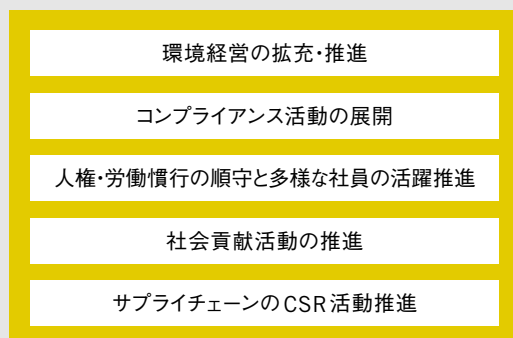 環境経営の拡充・推進
コンプライアンス活動の展開
人権・労働慣行の順守と多様な社員の活躍推進
社会貢献活動の推進
サプライチェーンのCSR活動推進